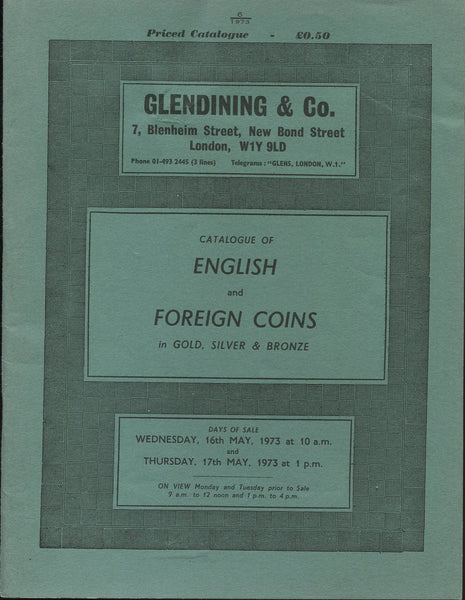 6
1973
Priced Catalogue - £0.50
GLENDINING & Co.
7, Blenheim Street, New Bond Street
London, W1Y 9LD
Phone 01-493 2445 (3 lines) Telegrams: "GLENS, LONDON, W.1."
CATALOGUE OF
ENGLISH
and
FOREIGN COINS
in GOLD, SILVER & BRONZE
DAYS OF SALE
WEDNESDAY, 16th MAY, 1973 at 10 a.m.
and
THURSDAY, 17th MAY, 1973 at 1 p.m.
ON VIEW Monday and Tuesday prior to Sale
9 a.m. to 12 noon and 1 p.m. to 4 p.m.